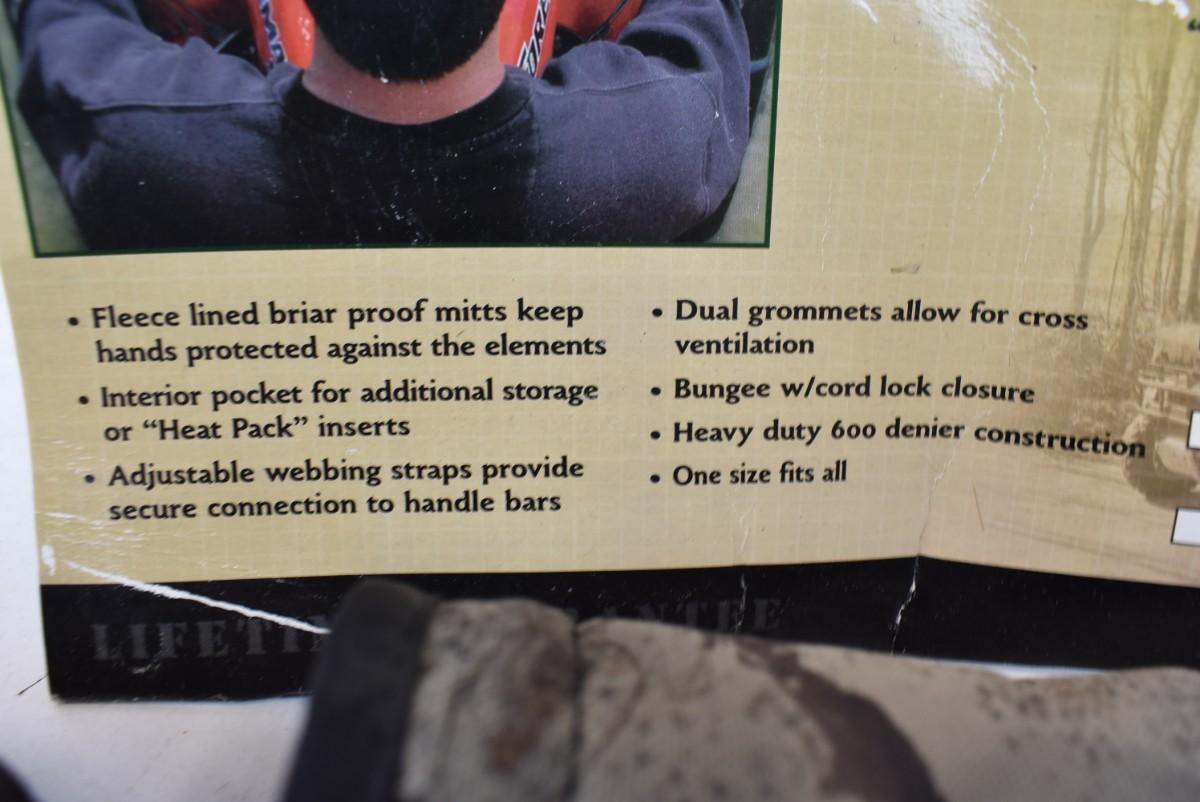 • Fleece lined briar proof mitts keep
hands protected against the elements
• Interior pocket for additional storage
or “Heat Pack” inserts
• Adjustable webbing straps provide
secure connection to handle bars
• Dual grommets allow for cross
ventilation
• Bungee w/cord lock closure
• Heavy duty 600 denier construction
• One size fits all